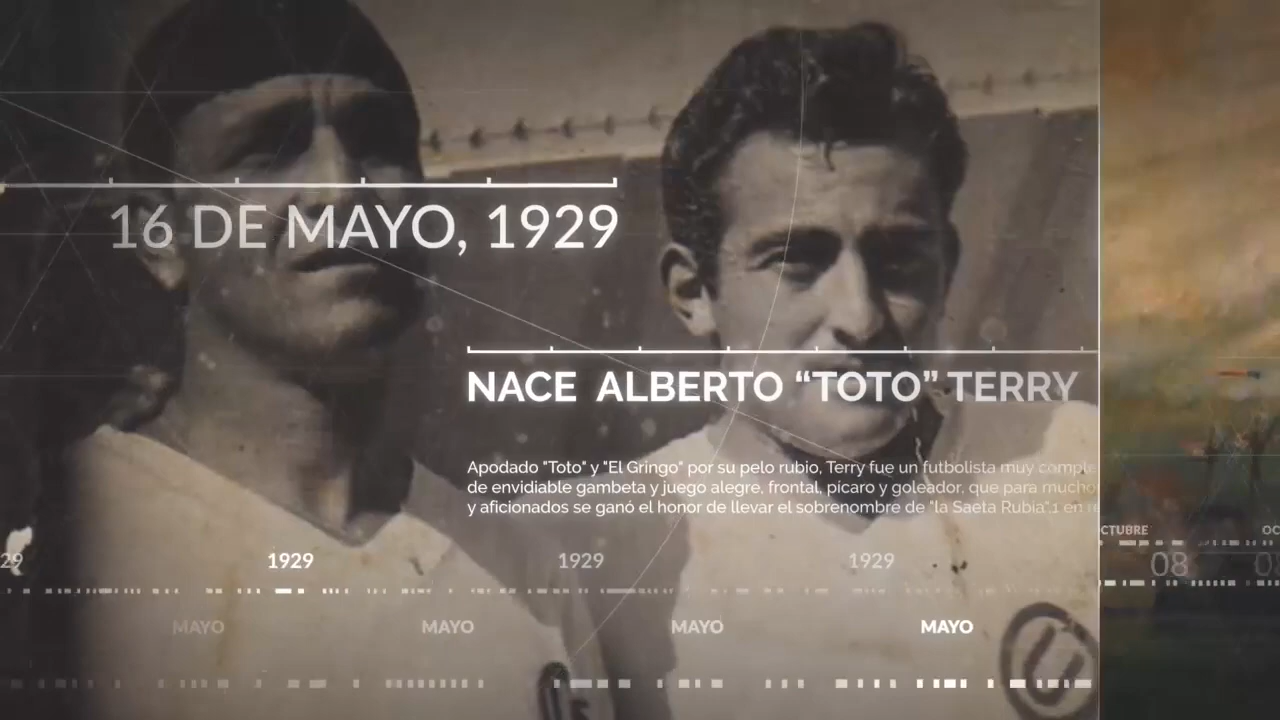 16 DE MAYO, 1929
NACE ALBERTO “TOTO” TERRY
Apodado "Toto" y "El Gringo" por su pelo rubio, Terry fue un futbolista muy comple
de envidiable gambeta y juego alegre, frontal, pícaro y goleador, que para mucho
y aficionados se ganó el honor de llevar el sobrenombre de "la Saeta Rubia".1 en re
CTUBRE OC
29 1929 1929 1929
08
MAYO MAYO MAYO MAYO
U